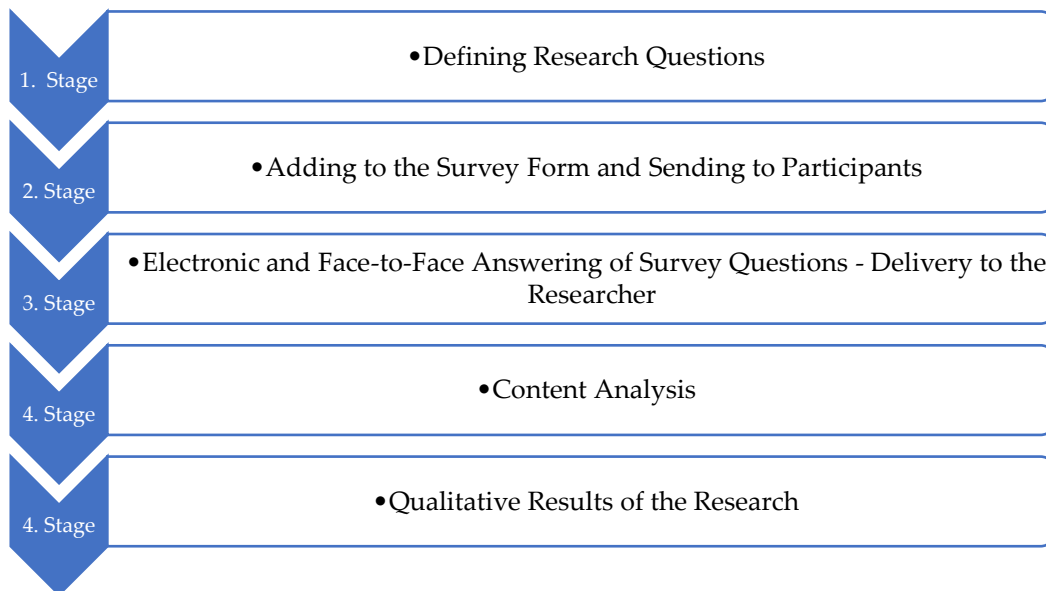 1. Stage
•Defining Research Questions
2. Stage
•Adding to the Survey Form and Sending to Participants
3. Stage
•Electronic and Face-to-Face Answering of Survey Questions - Delivery to the
Researcher
4. Stage
•Content Analysis
4. Stage
•Qualitative Results of the Research